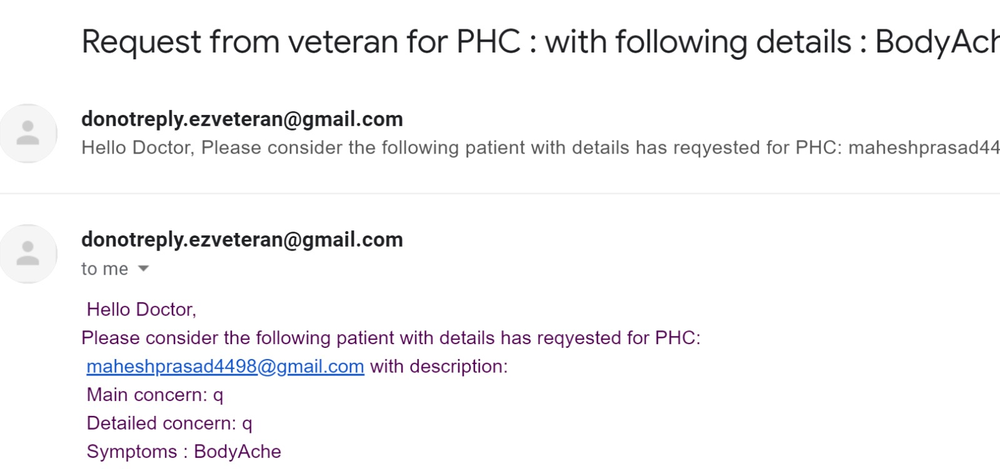 Request from veteran for PHC : with following details : BodyAch
donotreply.ezveteran@gmail.com
Hello Doctor, Please consider the following patient with details has reqyested for PHC: maheshprasad44
donotreply.ezveteran@gmail.com
to me
Hello Doctor,
Please consider the following patient with details has reqyested for PHC:
maheshprasad4498@gmail.com with description:
Main concern: q
Detailed concern: q
Symptoms : BodyAche